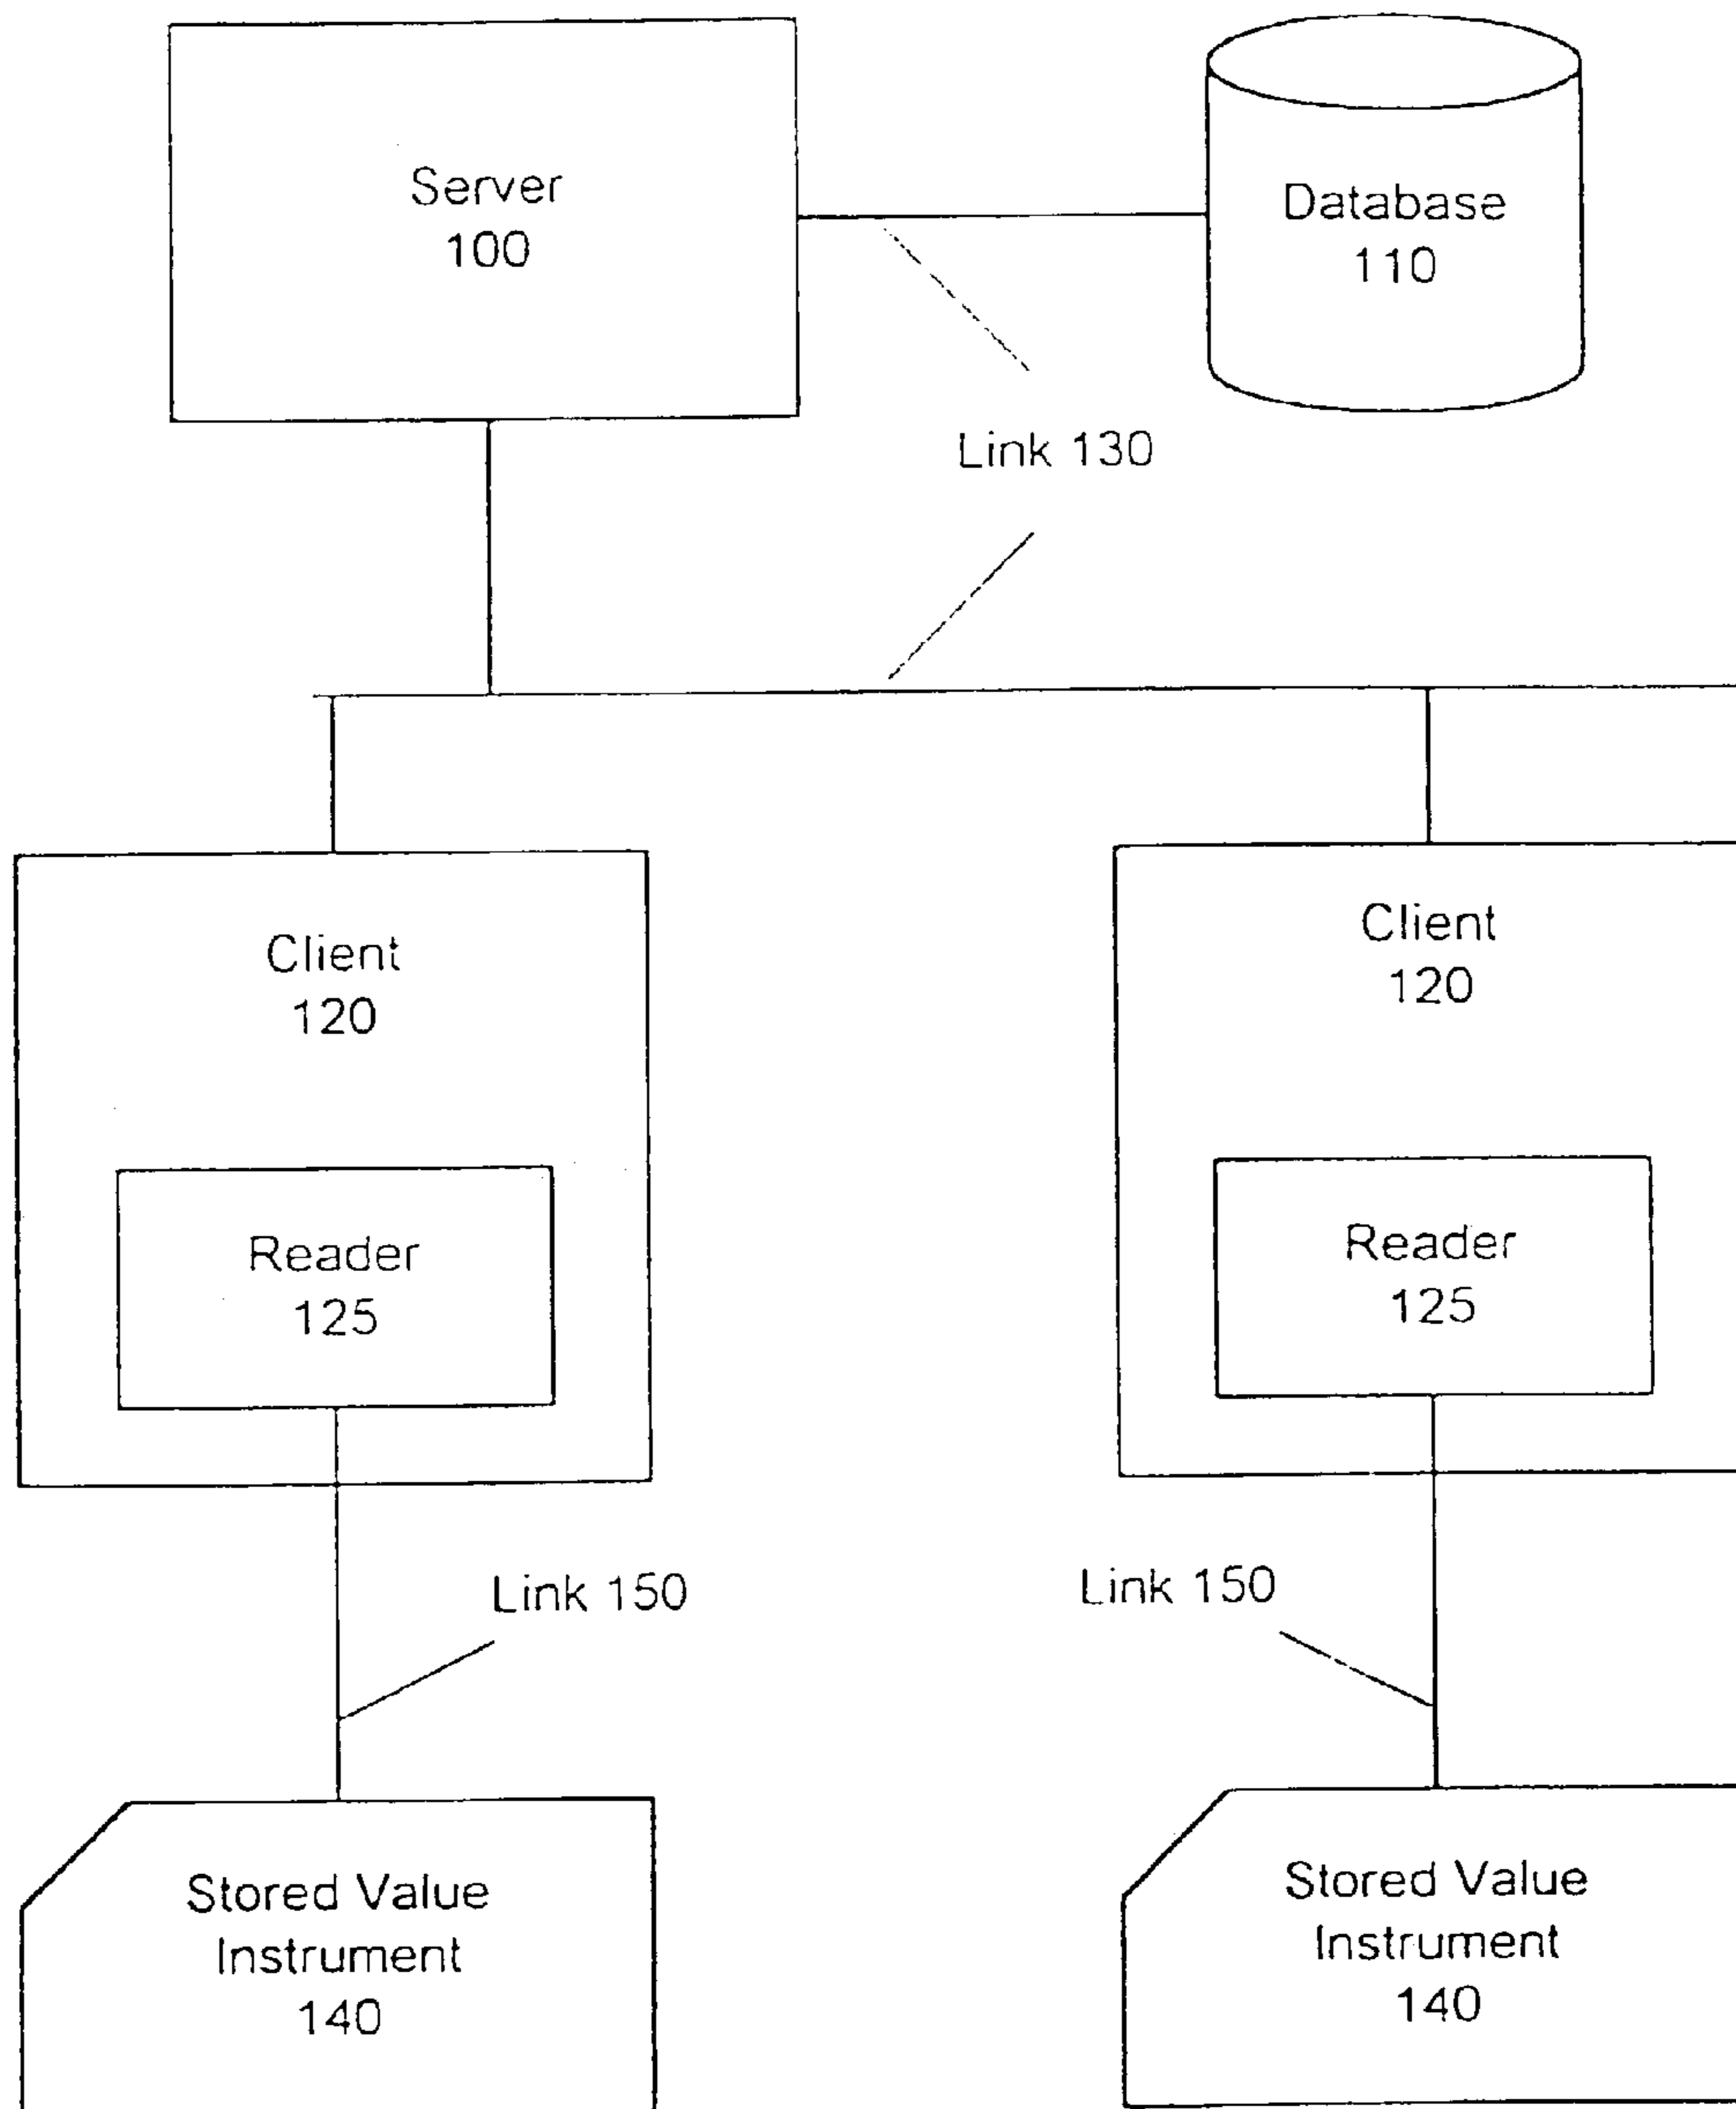 Server
100
Database
110
Link 130
Client
120
Client
120
Reader
125
Reader
125
Link 150
Link 150
Stored Value
Instrument
140
Stored Value
Instrument
140